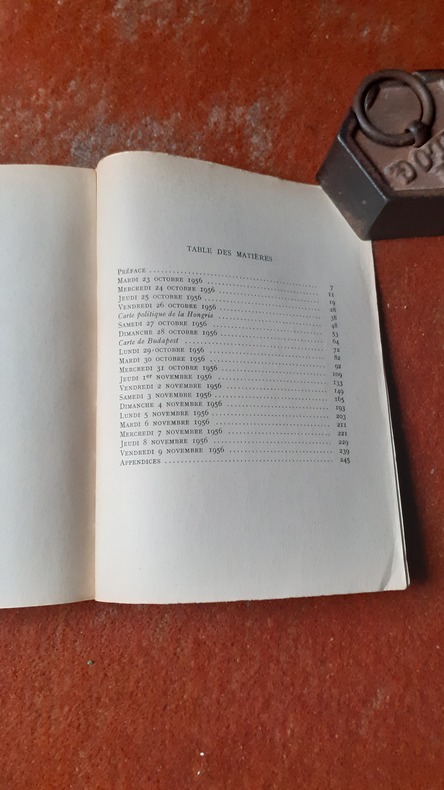 TABLE DES MATIÈRES
PRÉFACE ........ 7
MARDI 23 OCTOBRE 1956 ........ 11
MERCREDI 24 OCTOBRE 1956 ........ 19
JEUDI 25 OCTOBRE 1956 ........ 28
VENDREDI 26 OCTOBRE 1956 ........ 38
Carte politique de la Hongrie ........ 48
SAMEDI 27 OCTOBRE 1956 ........ 53
DIMANCHE 28 OCTOBRE 1956 ........ 64
Carte de Budapest ........ 72
LUNDI 29 OCTOBRE 1956 ........ 82
MARDI 30 OCTOBRE 1956 ........ 92
MERCREDI 31 OCTOBRE 1956 ........ 109
JEUDI 1er NOVEMBRE 1956 ........ 133
VENDREDI 2 NOVEMBRE 1956 ........ 149
SAMEDI 3 NOVEMBRE 1956 ........ 165
DIMANCHE 4 NOVEMBRE 1956 ........ 193
LUNDI 5 NOVEMBRE 1956 ........ 203
MARDI 6 NOVEMBRE 1956 ........ 211
MERCREDI 7 NOVEMBRE 1956 ........ 221
JEUDI 8 NOVEMBRE 1956 ........ 229
VENDREDI 9 NOVEMBRE 1956 ........ 239
APPENDICES ........ 245